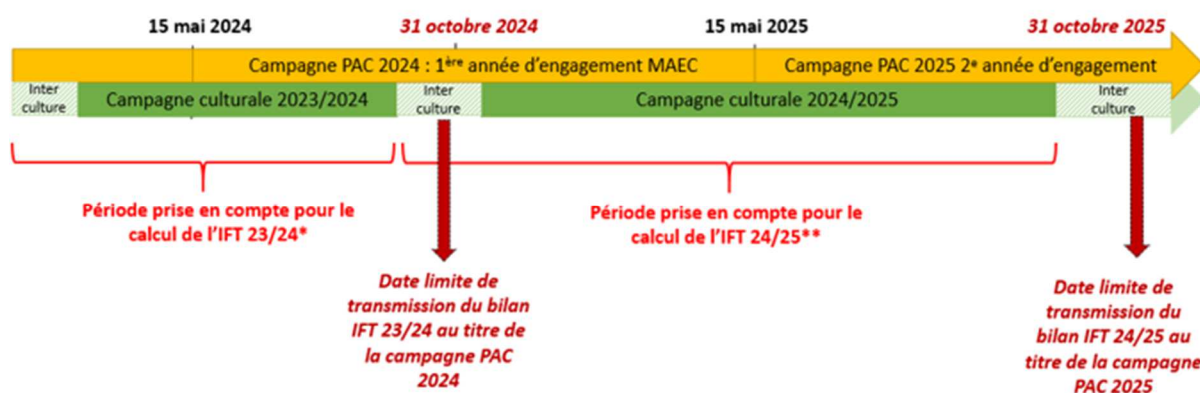 15 mai 2024
31 octobre 2024
15 mai 2025
31 octobre 2025
Campagne PAC 2024 : 1ère année d'engagement MAEC
Campagne PAC 2025 2e année d'engagement
Inter
culture
Campagne culturale 2023/2024
Inter
culture
Campagne culturale 2024/2025
Inter
culture
Période prise en compte pour le
calcul de l'IFT 23/24*
Période prise en compte pour le
calcul de l'IFT 24/25**
Date limite de
transmission du bilan
IFT 23/24 au titre de
la campagne PAC
2024
Date limite de
transmission du
bilan IFT 24/25 au
titre de la campagne
PAC 2025